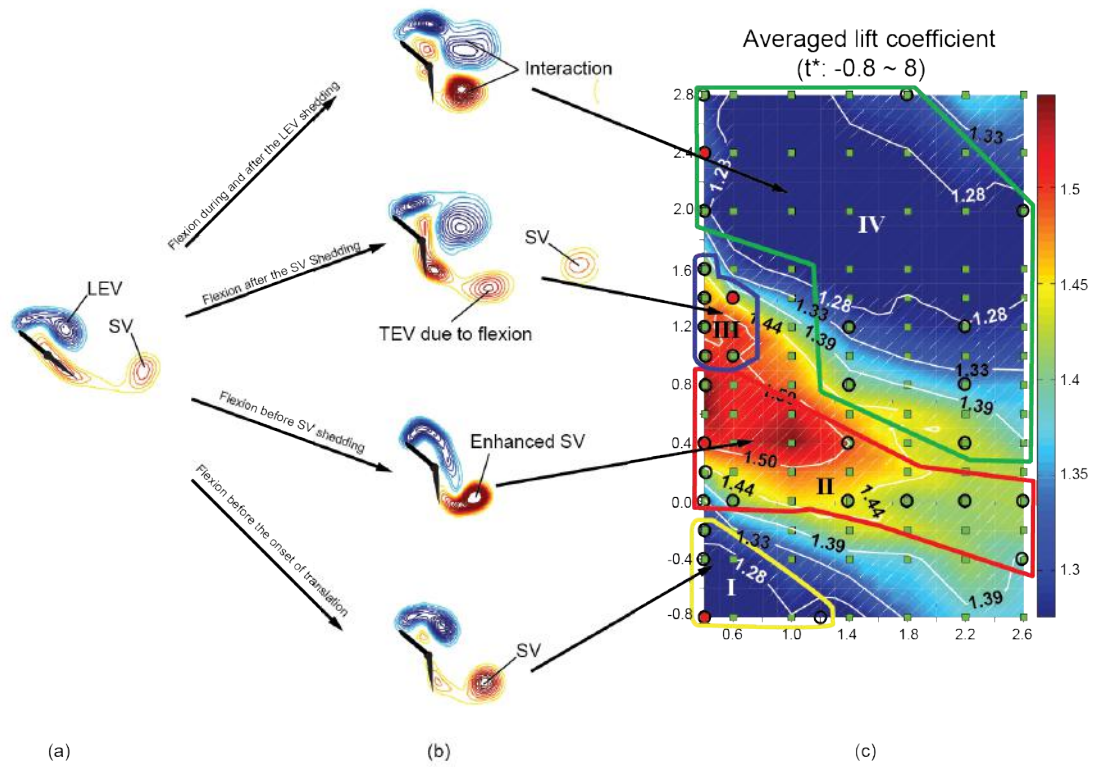 Averaged lift coefficient
(t*: -0.8 ~ 8)
Interaction
Flexion during and after the LEV shedding
Flexion after the SV Shedding
SV
TEV due to flexion
LEV
SV
Flexion before SV shedding
Enhanced SV
Flexion before the onset of translation
SV
2.8
2.4
2.0
1.6
1.2
0.8
0.4
0.0
-0.4
-0.8
0.6
1.0
1.4
1.8
2.2
2.6
1.33
1.23
1.28
IV
1.28
1.33
1.28
1.44
III
1.39
1.33
1.39
1.50
1.44
II
1.44
1.33
1.39
1.28
I
1.39
1.5
1.45
1.4
1.35
1.3
(a)
(b)
(c)